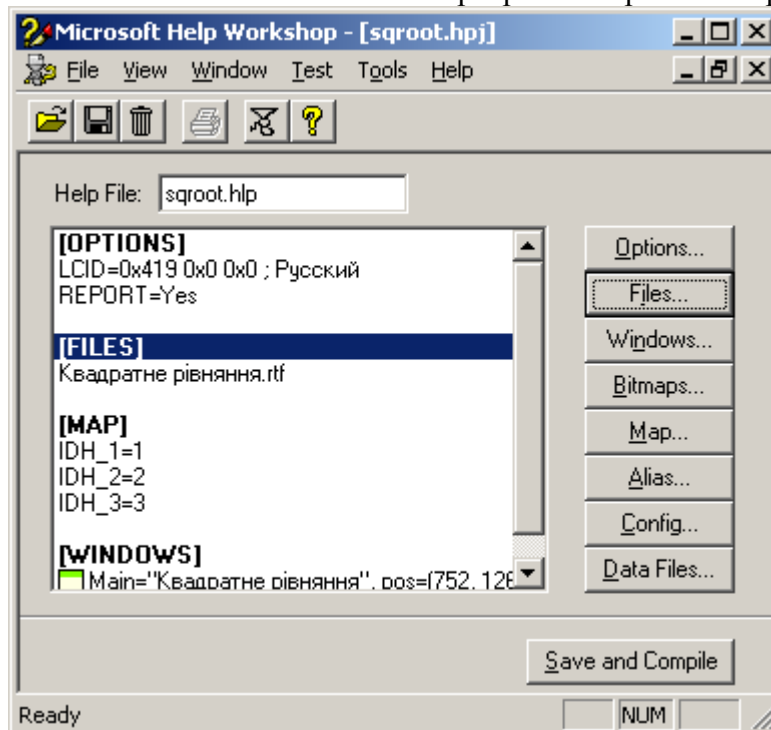 Microsoft Help Workshop - [sqroot.hpj]
File View Window Test Tools Help
Help File: sqroot.hlp
[OPTIONS]
LCID=0x419 0x0 0x0 ; Русский
REPORT=Yes
[FILES]
Квадратне рівняння.rtf
[MAP]
IDH_1=1
IDH_2=2
IDH_3=3
[WINDOWS]
Main="Квадратне рівняння", pos=(752, 126
Options...
Files...
Windows...
Bitmaps...
Map...
Alias...
Config...
Data Files...
Save and Compile
Ready NUM